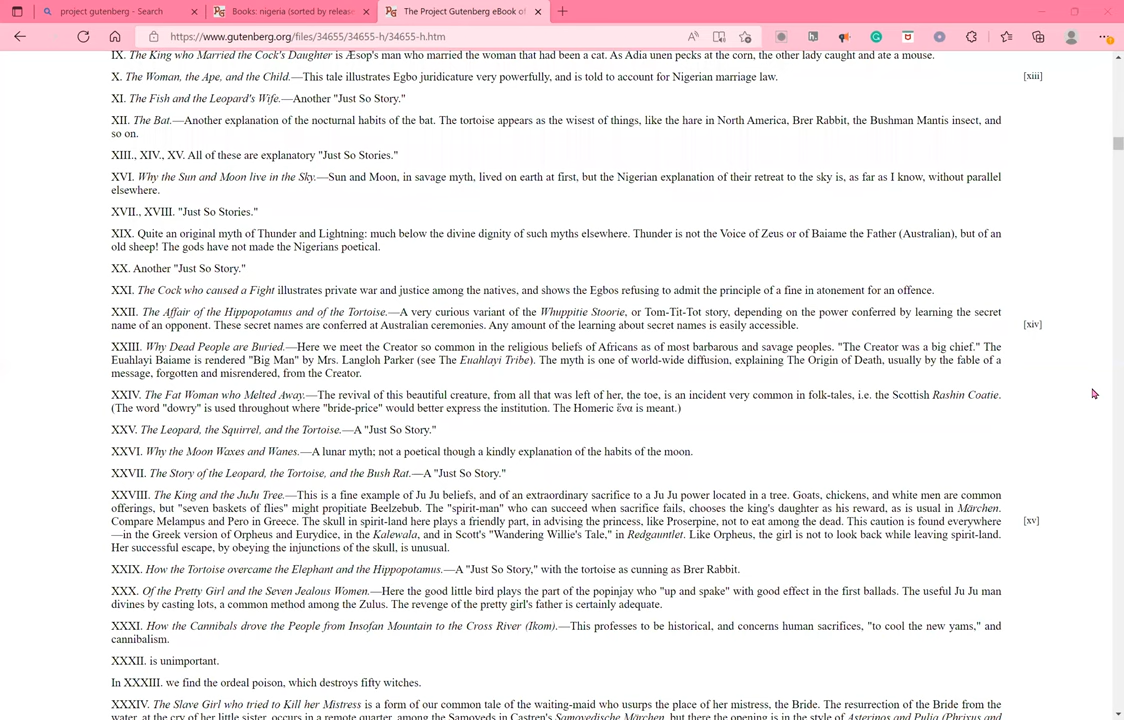 project gutenberg - Search
Books: nigeria (sorted by release
The Project Gutenberg eBook of
https://www.gutenberg.org/files/34655/34655-h/34655-h.htm
IX. The King who Married the Cock's Daughter is Æsop's man who married the woman that had been a cat. As Adia unen pecks at the corn, the other lady caught and ate a mouse.
X. The Woman, the Ape, and the Child.—This tale illustrates Egbo juridicature very powerfully, and is told to account for Nigerian marriage law.
[xiii]
XI. The Fish and the Leopard's Wife.—Another "Just So Story."
XII. The Bat.—Another explanation of the nocturnal habits of the bat. The tortoise appears as the wisest of things, like the hare in North America, Brer Rabbit, the Bushman Mantis insect, and
so on.
XIII., XIV., XV. All of these are explanatory "Just So Stories."
XVI. Why the Sun and Moon live in the Sky.—Sun and Moon, in savage myth, lived on earth at first, but the Nigerian explanation of their retreat to the sky is, as far as I know, without parallel
elsewhere.
XVII., XVIII. "Just So Stories."
XIX. Quite an original myth of Thunder and Lightning: much below the divine dignity of such myths elsewhere. Thunder is not the Voice of Zeus or of Baiame the Father (Australian), but of an
old sheep! The gods have not made the Nigerians poetical.
XX. Another "Just So Story."
XXI. The Cock who caused a Fight illustrates private war and justice among the natives, and shows the Egbos refusing to admit the principle of a fine in atonement for an offence.
XXII. The Affair of the Hippopotamus and of the Tortoise.—A very curious variant of the Whuppitie Stoorie, or Tom-Tit-Tot story, depending on the power conferred by learning the secret
name of an opponent. These secret names are conferred at Australian ceremonies. Any amount of the learning about secret names is easily accessible.
[xiv]
XXIII. Why Dead People are Buried.—Here we meet the Creator so common in the religious beliefs of Africans as of most barbarous and savage peoples. "The Creator was a big chief." The
Euahlayi Baiame is rendered "Big Man" by Mrs. Langloh Parker (see The Euahlayi Tribe). The myth is one of world-wide diffusion, explaining The Origin of Death, usually by the fable of a
message, forgotten and misrendered, from the Creator.
XXIV. The Fat Woman who Melted Away.—The revival of this beautiful creature, from all that was left of her, the toe, is an incident very common in folk-tales, i.e. the Scottish Rashin Coatie.
(The word "dowry" is used throughout where "bride-price" would better express the institution. The Homeric ἕνα is meant.)
XXV. The Leopard, the Squirrel, and the Tortoise.—A "Just So Story."
XXVI. Why the Moon Waxes and Wanes.—A lunar myth; not a poetical though a kindly explanation of the habits of the moon.
XXVII. The Story of the Leopard, the Tortoise, and the Bush Rat.—A "Just So Story."
XXVIII. The King and the JuJu Tree.—This is a fine example of Ju Ju beliefs, and of an extraordinary sacrifice to a Ju Ju power located in a tree. Goats, chickens, and white men are common
offerings, but "seven baskets of flies" might propitiate Beelzebub. The "spirit-man" who can succeed when sacrifice fails, chooses the king's daughter as his reward, as is usual in Märchen.
Compare Melampus and Pero in Greece. The skull in spirit-land here plays a friendly part, in advising the princess, like Proserpine, not to eat among the dead. This caution is found everywhere
[xv]
—in the Greek version of Orpheus and Eurydice, in the Kalewala, and in Scott's "Wandering Willie's Tale," in Redgauntlet. Like Orpheus, the girl is not to look back while leaving spirit-land.
Her successful escape, by obeying the injunctions of the skull, is unusual.
XXIX. How the Tortoise overcame the Elephant and the Hippopotamus.—A "Just So Story," with the tortoise as cunning as Brer Rabbit.
XXX. Of the Pretty Girl and the Seven Jealous Women.—Here the good little bird plays the part of the popinjay who "up and spake" with good effect in the first ballads. The useful Ju Ju man
divines by casting lots, a common method among the Zulus. The revenge of the pretty girl's father is certainly adequate.
XXXI. How the Cannibals drove the People from Insofan Mountain to the Cross River (Ikom).—This professes to be historical, and concerns human sacrifices, "to cool the new yams," and
cannibalism.
XXXII. is unimportant.
In XXXIII. we find the ordeal poison, which destroys fifty witches.
XXXIV. The Slave Girl who tried to Kill her Mistress is a form of our common tale of the waiting-maid who usurps the place of her mistress, the Bride. The resurrection of the Bride from the
water, at the cry of her little sister, occurs in a remote quarter, among the Samoyeds in Castren's Samoyedische Märchen, but there the opening is in the style of Asterinos and Pulja (Phrixus and